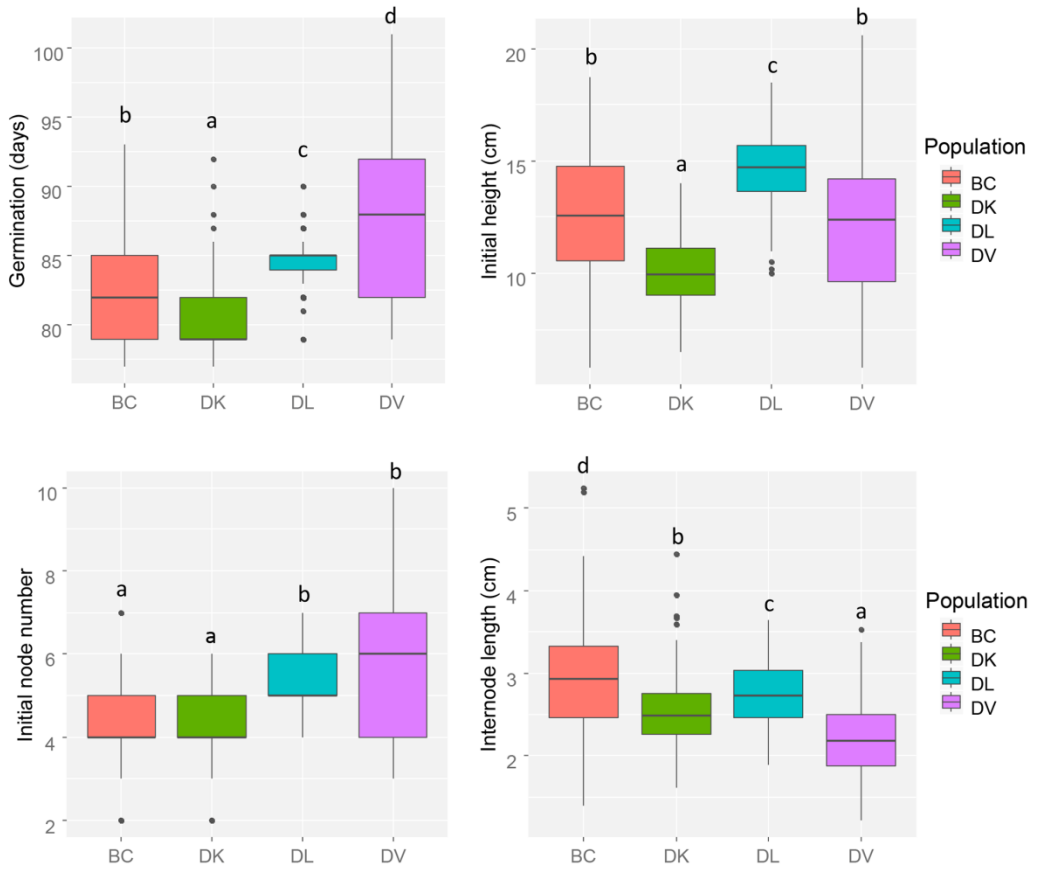 Germination (days)
100
95
90
85
80
b
a
c
d
BC DK DL DV
Initial height (cm)
20
15
10
b
a
c
b
BC DK DL DV
Population
BC
DK
DL
DV
Initial node number
10
8
6
4
2
a
a
b
b
BC DK DL DV
Internode length (cm)
5
4
3
2
d
b
c
a
BC DK DL DV
Population
BC
DK
DL
DV